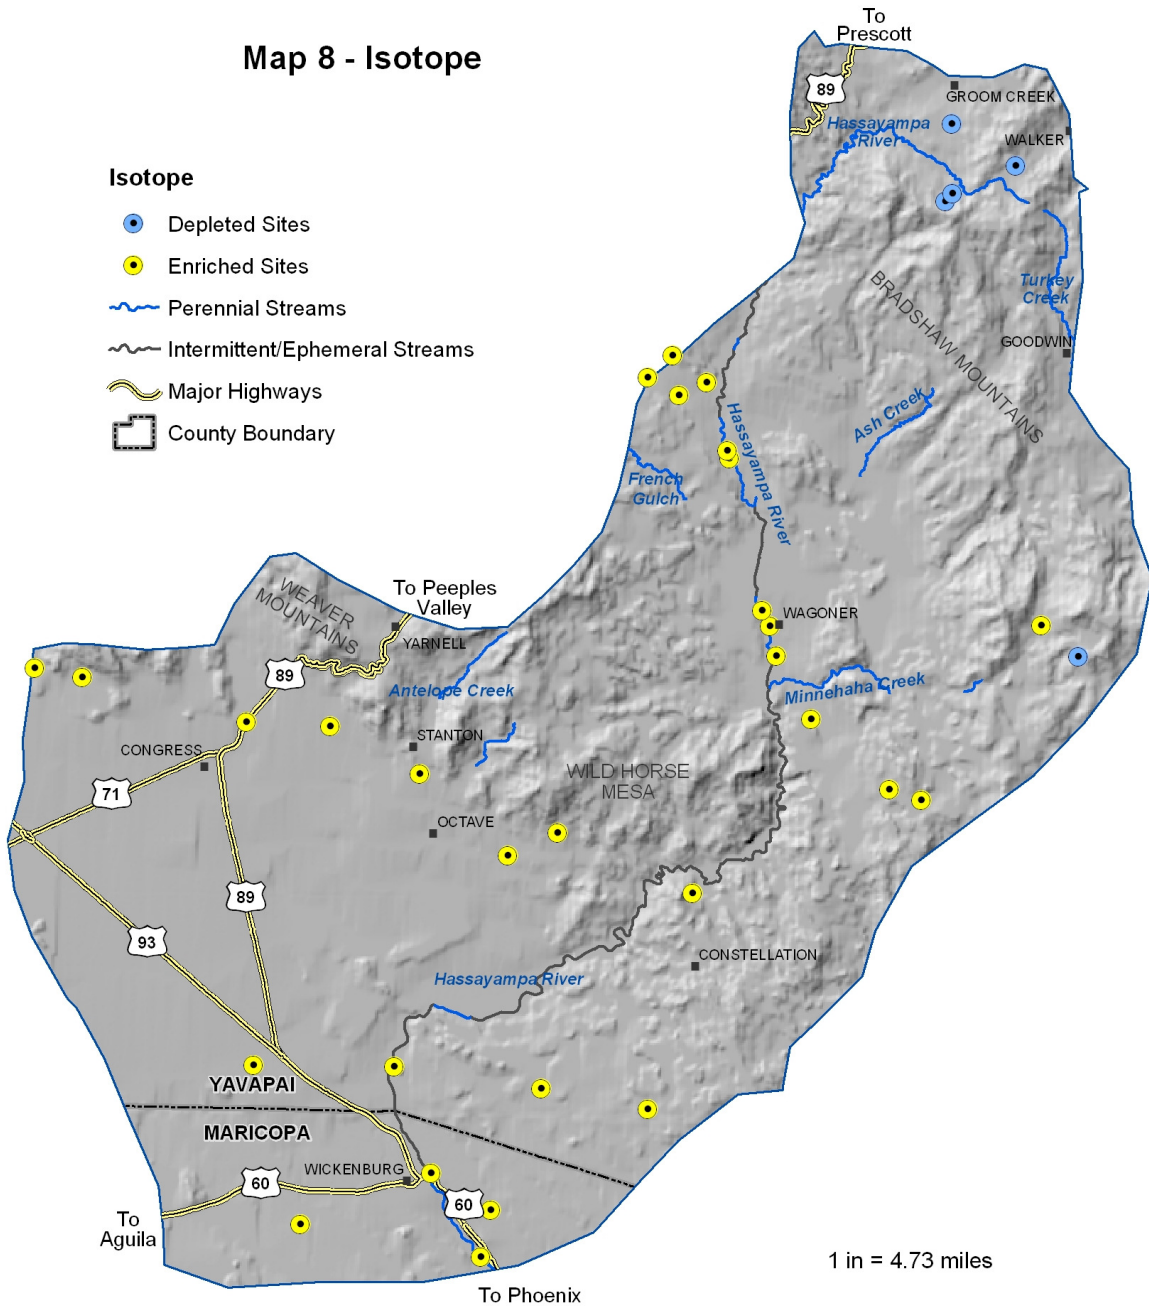 Map 8 - Isotope
To
Prescott
89
GROOM CREEK
Hassayampa
River
WALKER
Isotope
Depleted Sites
Enriched Sites
Perennial Streams
Intermittent/Ephemeral Streams
Major Highways
County Boundary
BRADSHAW MOUNTAINS
Turkey
Creek
GOODWIN
Ash Creek
Hassayampa River
French
Gulch
WEAVER
MOUNTAINS
To Peeples
Valley
YARNELL
WAGONER
89
Antelope Creek
Minnehaha Creek
STANTON
CONGRESS
WILD HORSE
MESA
71
OCTAVE
89
93
CONSTELLATION
Hassayampa River
YAVAPAI
MARICOPA
WICKENBURG
60
60
To
Aguila
1 in = 4.73 miles
To Phoenix